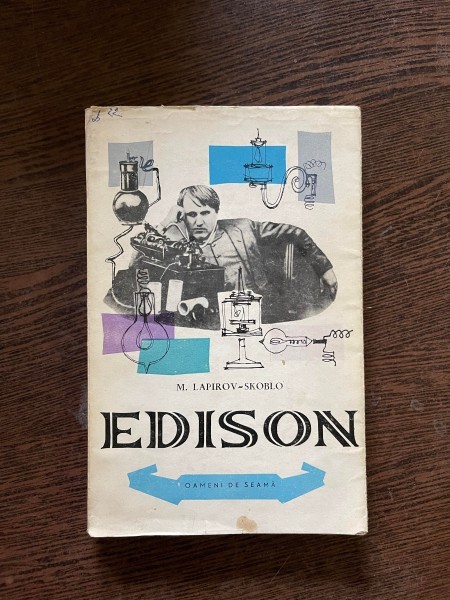 M. LAPIROV-SKOBLO
EDISON
OAMENI DE SEAMĂ